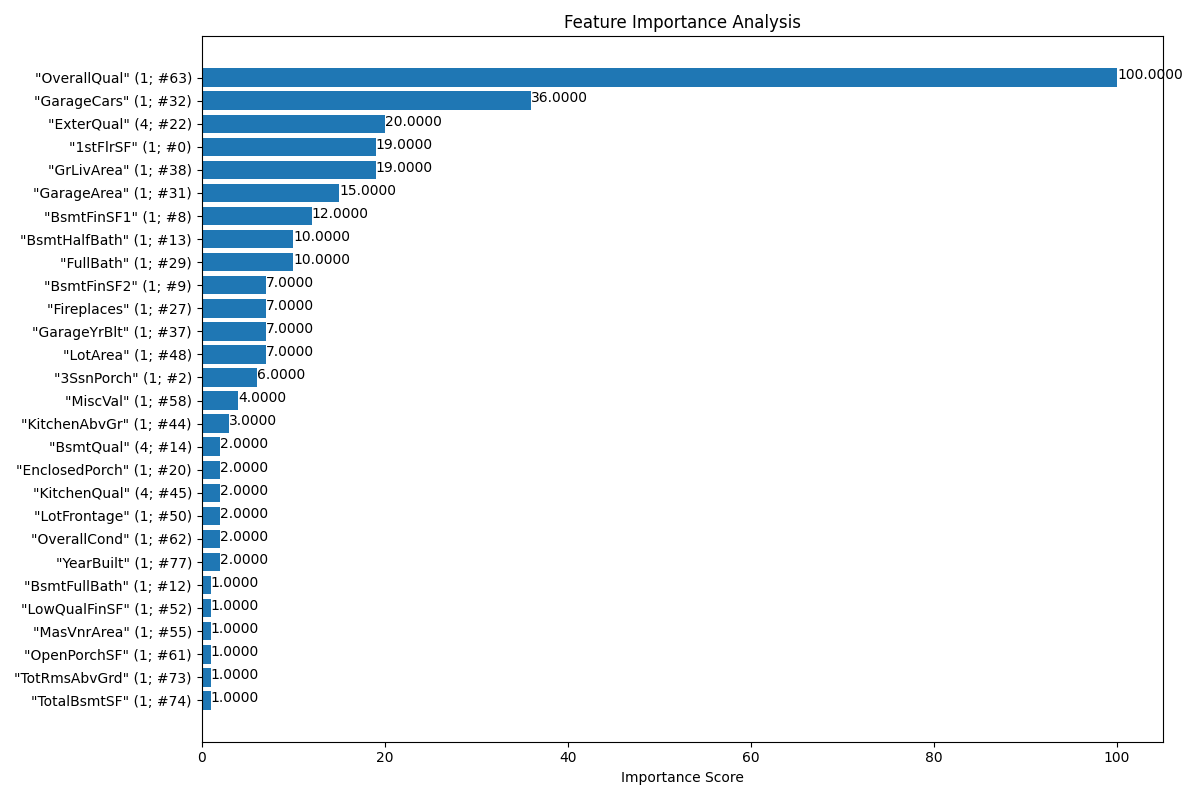 Feature Importance Analysis
"OverallQual" (1; #63) 100.0000
"GarageCars" (1; #32) 36.0000
"ExterQual" (4; #22) 20.0000
"1stFlrSF" (1; #0) 19.0000
"GrLivArea" (1; #38) 19.0000
"GarageArea" (1; #31) 15.0000
"BsmtFinSF1" (1; #8) 12.0000
"BsmtHalfBath" (1; #13) 10.0000
"FullBath" (1; #29) 10.0000
"BsmtFinSF2" (1; #9) 7.0000
"Fireplaces" (1; #27) 7.0000
"GarageYrBlt" (1; #37) 7.0000
"LotArea" (1; #48) 7.0000
"3SsnPorch" (1; #2) 6.0000
"MiscVal" (1; #58) 4.0000
"KitchenAbvGr" (1; #44) 3.0000
"BsmtQual" (4; #14) 2.0000
"EnclosedPorch" (1; #20) 2.0000
"KitchenQual" (4; #45) 2.0000
"LotFrontage" (1; #50) 2.0000
"OverallCond" (1; #62) 2.0000
"YearBuilt" (1; #77) 2.0000
"BsmtFullBath" (1; #12) 1.0000
"LowQualFinSF" (1; #52) 1.0000
"MasVnrArea" (1; #55) 1.0000
"OpenPorchSF" (1; #61) 1.0000
"TotRmsAbvGrd" (1; #73) 1.0000
"TotalBsmtSF" (1; #74) 1.0000
0 20 40 60 80 100
Importance Score